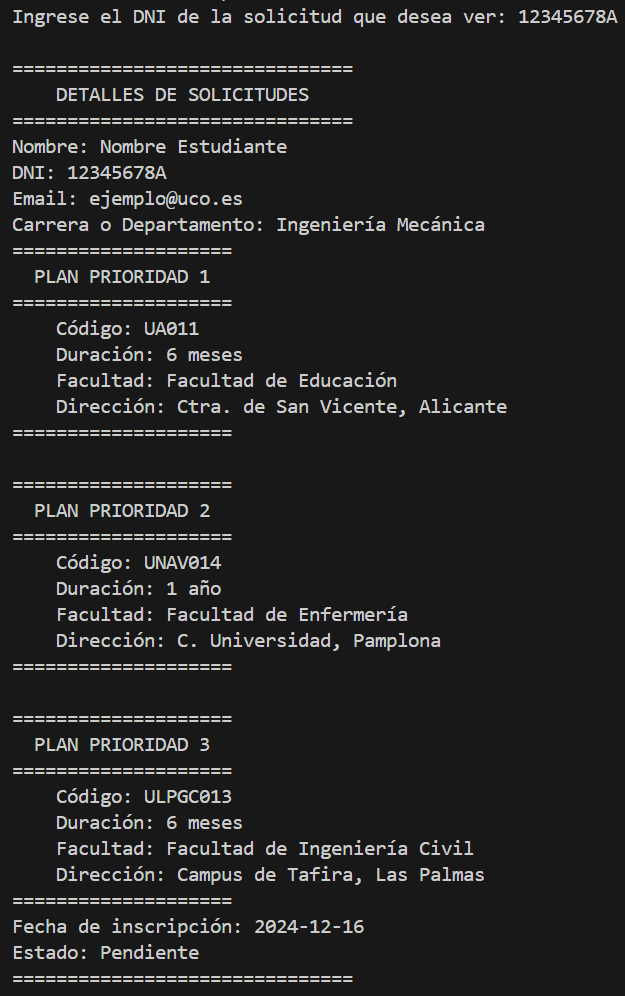 Ingrese el DNI de la solicitud que desea ver: 12345678A
===============================
DETALLES DE SOLICITUDES
===============================
Nombre: Nombre Estudiante
DNI: 12345678A
Email: ejemplo@uco.es
Carrera o Departamento: Ingeniería Mecánica
====================
PLAN PRIORIDAD 1
====================
Código: UA011
Duración: 6 meses
Facultad: Facultad de Educación
Dirección: Ctra. de San Vicente, Alicante
====================
====================
PLAN PRIORIDAD 2
====================
Código: UNAV014
Duración: 1 año
Facultad: Facultad de Enfermería
Dirección: C. Universidad, Pamplona
====================
====================
PLAN PRIORIDAD 3
====================
Código: ULPGC013
Duración: 6 meses
Facultad: Facultad de Ingeniería Civil
Dirección: Campus de Tafira, Las Palmas
====================
Fecha de inscripción: 2024-12-16
Estado: Pendiente
===============================